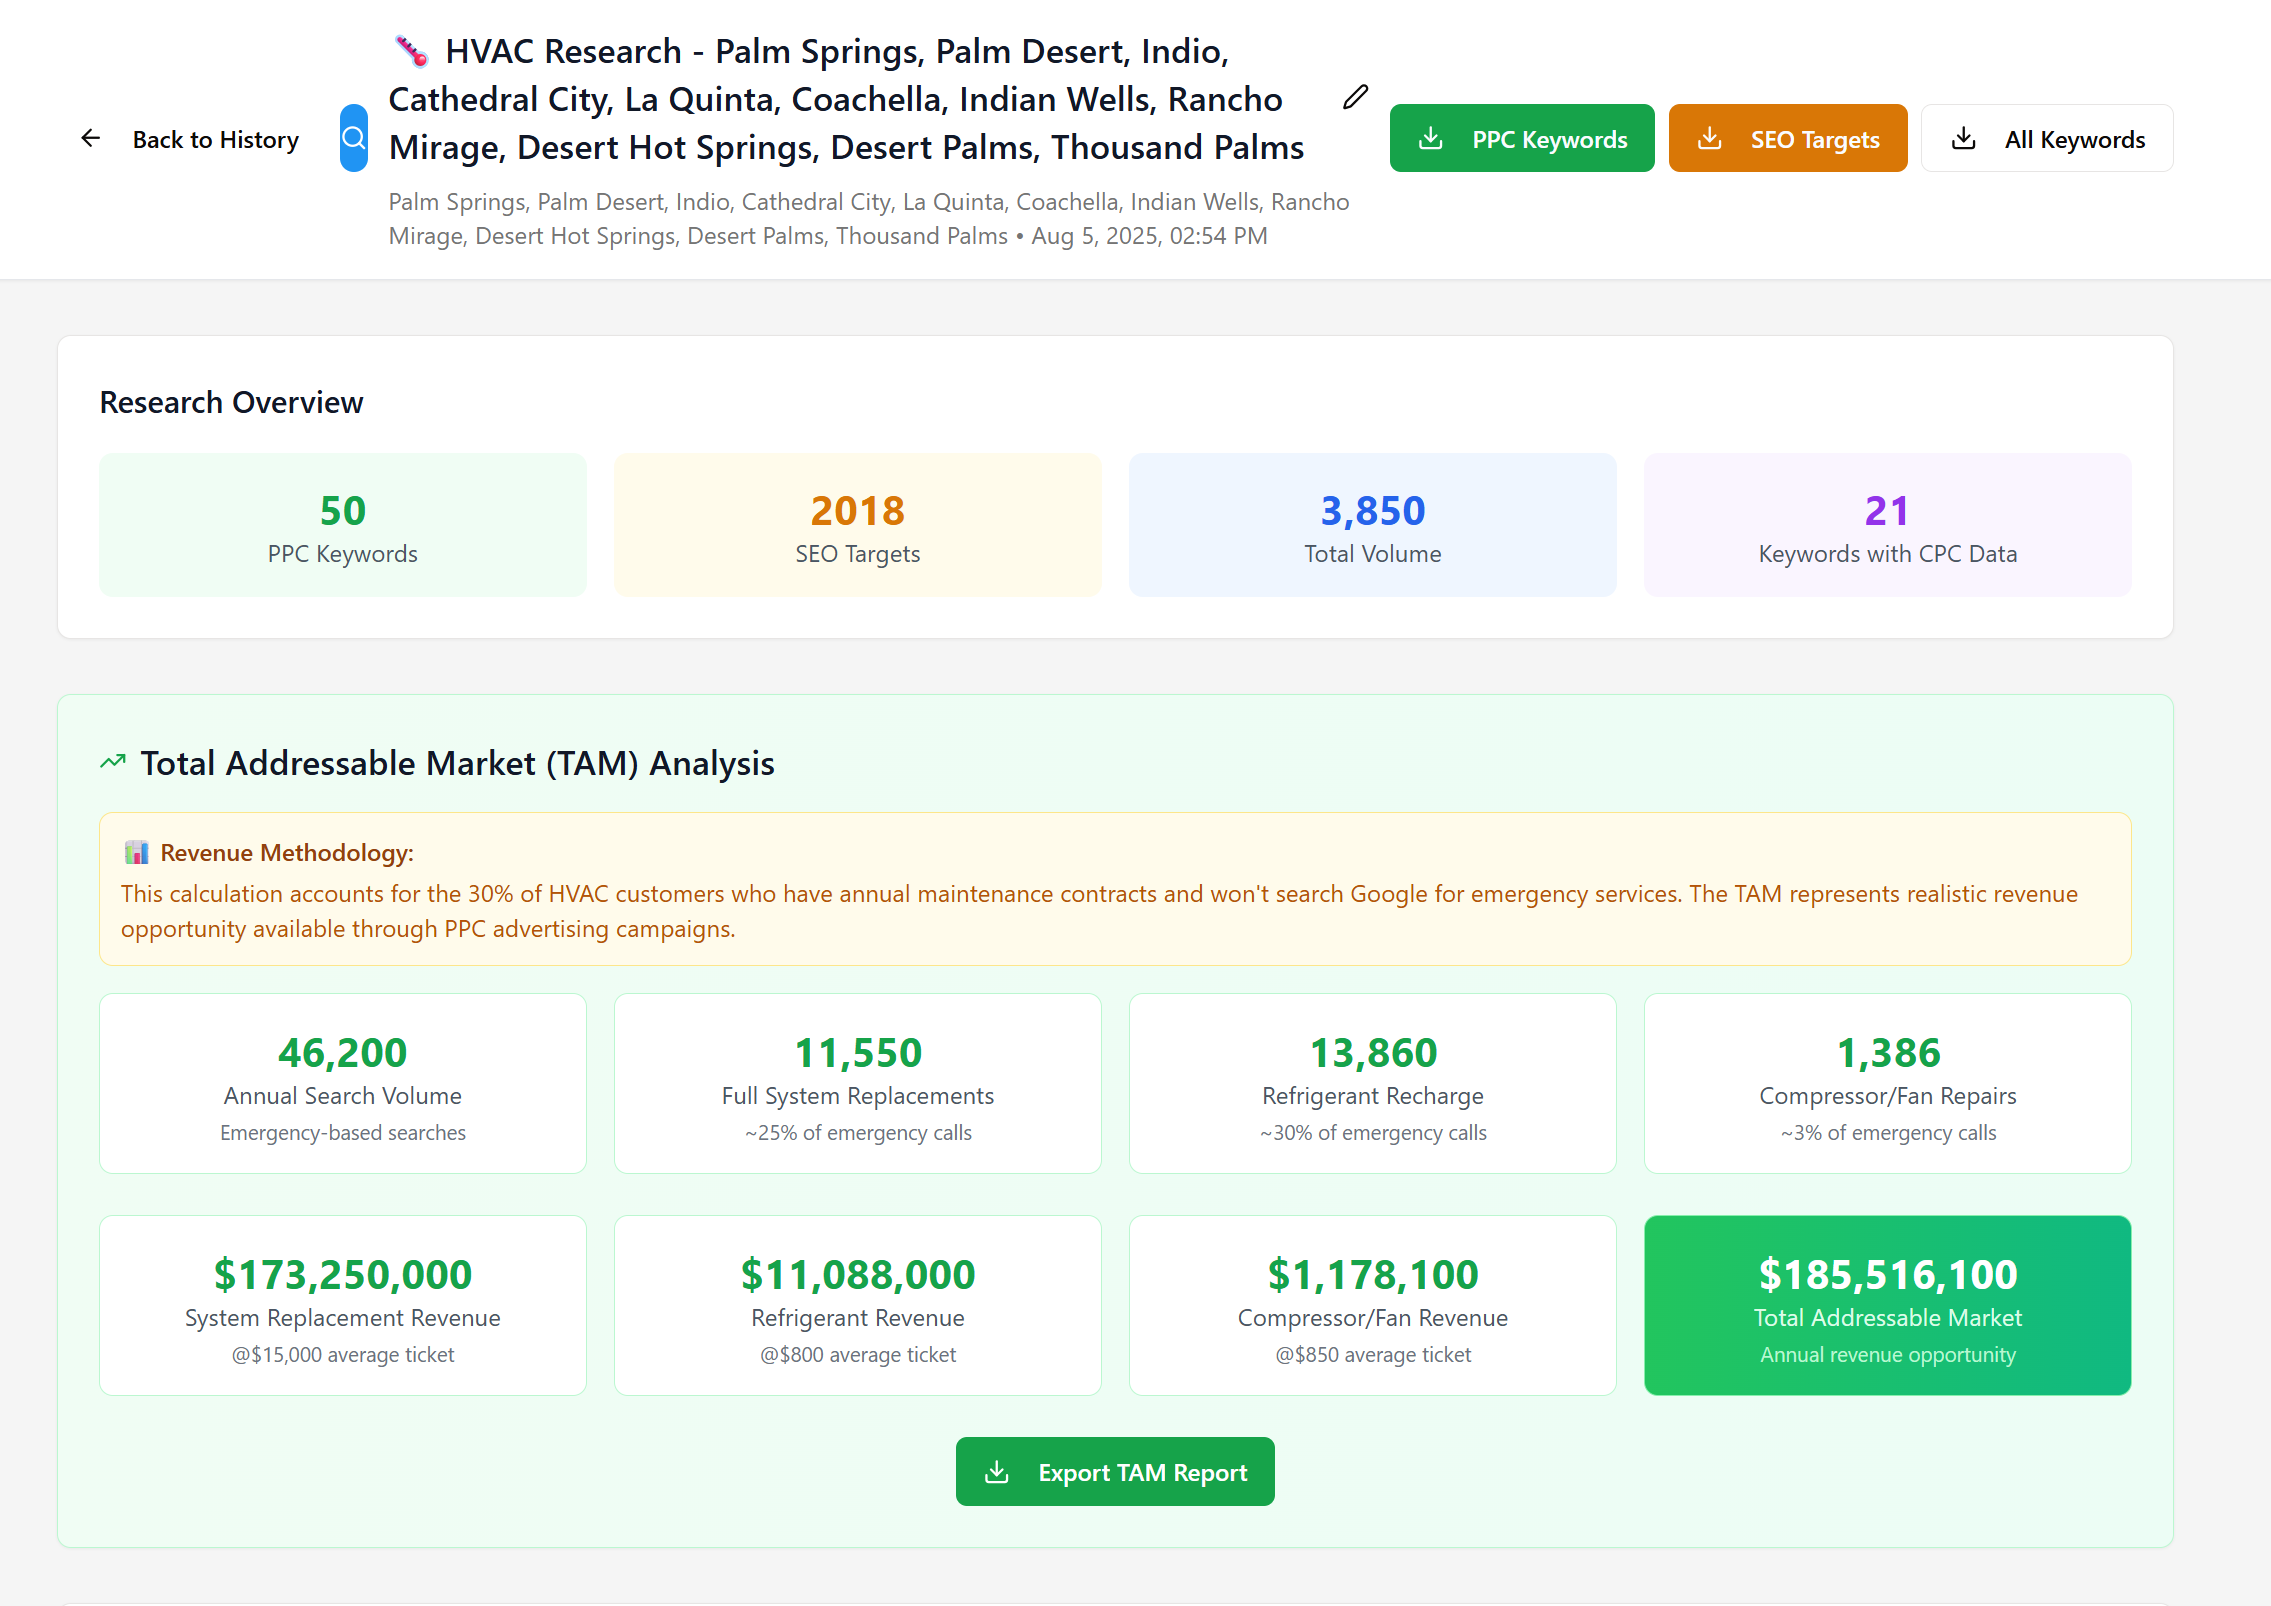 Back to History
HVAC Research - Palm Springs, Palm Desert, Indio,
Cathedral City, La Quinta, Coachella, Indian Wells, Rancho
Mirage, Desert Hot Springs, Desert Palms, Thousand Palms
Palm Springs, Palm Desert, Indio, Cathedral City, La Quinta, Coachella, Indian Wells, Rancho
Mirage, Desert Hot Springs, Desert Palms, Thousand Palms • Aug 5, 2025, 02:54 PM
PPC Keywords
SEO Targets
All Keywords
Research Overview
50
PPC Keywords
2018
SEO Targets
3,850
Total Volume
21
Keywords with CPC Data
Total Addressable Market (TAM) Analysis
Revenue Methodology:
This calculation accounts for the 30% of HVAC customers who have annual maintenance contracts and won't search Google for emergency services. The TAM represents realistic revenue
opportunity available through PPC advertising campaigns.
46,200
Annual Search Volume
Emergency-based searches
11,550
Full System Replacements
~25% of emergency calls
13,860
Refrigerant Recharge
~30% of emergency calls
1,386
Compressor/Fan Repairs
~3% of emergency calls
$173,250,000
System Replacement Revenue
@$15,000 average ticket
$11,088,000
Refrigerant Revenue
@$800 average ticket
$1,178,100
Compressor/Fan Revenue
@$850 average ticket
$185,516,100
Total Addressable Market
Annual revenue opportunity
Export TAM Report